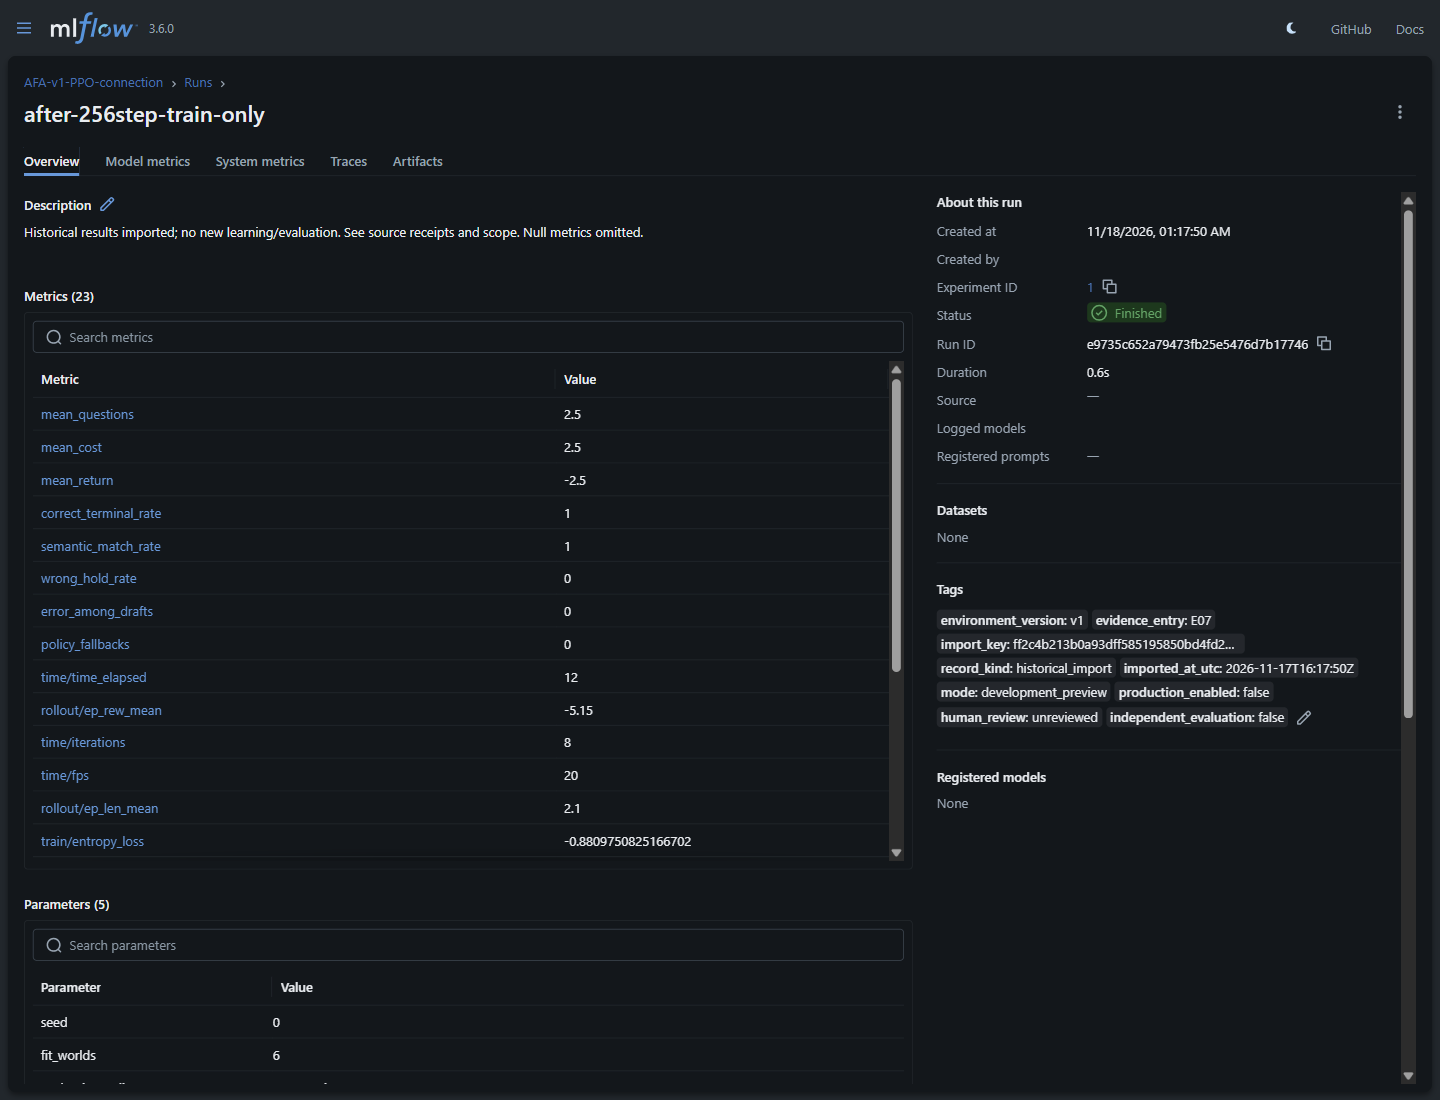 mlflow 3.6.0
GitHub
Docs
AFA-v1-PPO-connection › Runs ›
after-256step-train-only
Overview
Model metrics
System metrics
Traces
Artifacts
Description
Historical results imported; no new learning/evaluation. See source receipts and scope. Null metrics omitted.
Metrics (23)
Search metrics
Metric Value
mean_questions 2.5
mean_cost 2.5
mean_return -2.5
correct_terminal_rate 1
semantic_match_rate 1
wrong_hold_rate 0
error_among_drafts 0
policy_fallbacks 0
time/time_elapsed 12
rollout/ep_rew_mean -5.15
time/iterations 8
time/fps 20
rollout/ep_len_mean 2.1
train/entropy_loss -0.8809750825166702
Parameters (5)
Search parameters
Parameter Value
seed 0
fit_worlds 6
About this run
Created at 11/18/2026, 01:17:50 AM
Created by
Experiment ID 1
Status Finished
Run ID e9735c652a79473fb25e5476d7b17746
Duration 0.6s
Source —
Logged models
Registered prompts —
Datasets
None
Tags
environment_version: v1 evidence_entry: E07
import_key: ff2c4b213b0a93dff585195850bd4fd2...
record_kind: historical_import imported_at_utc: 2026-11-17T16:17:50Z
mode: development_preview production_enabled: false
human_review: unreviewed independent_evaluation: false
Registered models
None